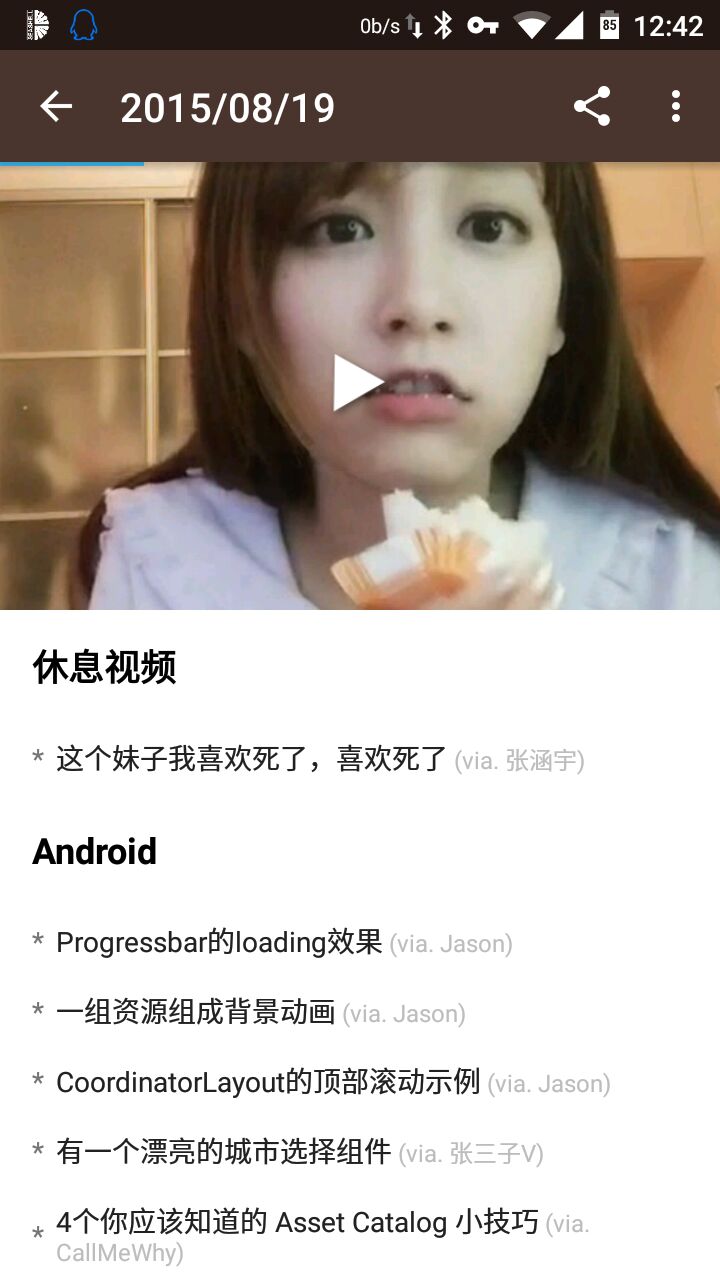 0b/s 85 12:42
2015/08/19
休息视频
* 这个妹子我喜欢死了，喜欢死了 (via. 张涵宇)
Android
* Progressbar的loading效果 (via. Jason)
* 一组资源组成背景动画 (via. Jason)
* CoordinatorLayout的顶部滚动示例 (via. Jason)
* 有一个漂亮的城市选择组件 (via. 张三子V)
* 4个你应该知道的 Asset Catalog 小技巧 (via.
CallMeWhy)